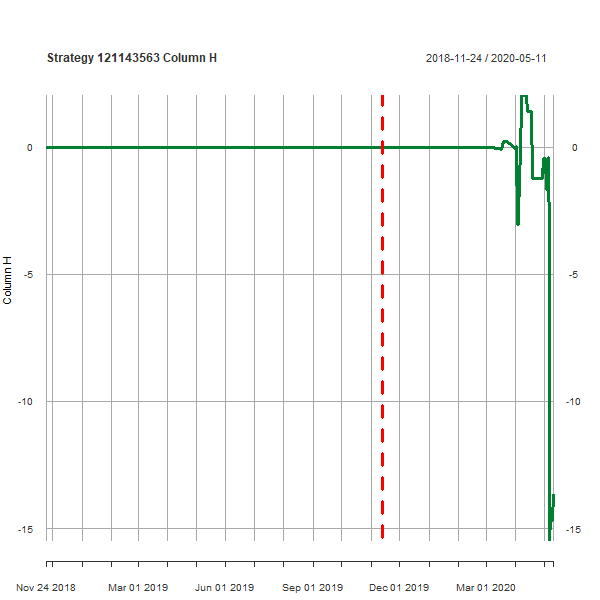 Strategy 121143563 Column H
2018-11-24 / 2020-05-11
Column H
0
0
-5
-5
-10
-10
-15
-15
Nov 24 2018
Mar 01 2019
Jun 01 2019
Sep 01 2019
Dec 01 2019
Mar 01 2020